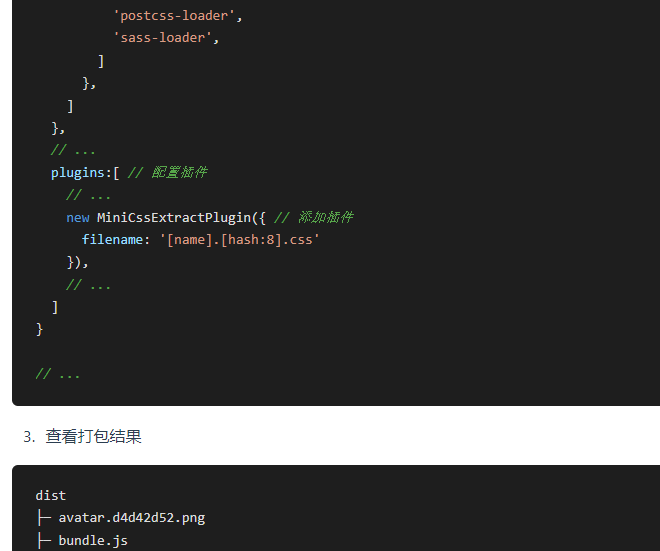 'postcss-loader',
'sass-loader',
]
},
]
},
// ...
plugins:[ // 配置插件
// ...
new MiniCssExtractPlugin({ // 添加插件
filename: '[name].[hash:8].css'
}),
// ...
]
}
// ...
3. 查看打包结果
dist
├─ avatar.d4d42d52.png
├─ bundle.js